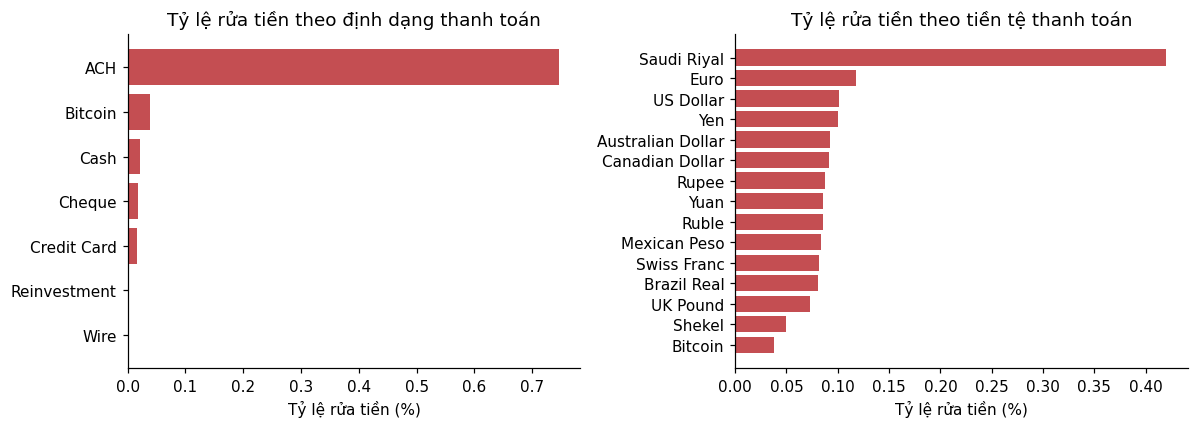 Tỷ lệ rửa tiền theo định dạng thanh toán
ACH
Bitcoin
Cash
Cheque
Credit Card
Reinvestment
Wire
0.0 0.1 0.2 0.3 0.4 0.5 0.6 0.7
Tỷ lệ rửa tiền (%)
Tỷ lệ rửa tiền theo tiền tệ thanh toán
Saudi Riyal
Euro
US Dollar
Yen
Australian Dollar
Canadian Dollar
Rupee
Yuan
Ruble
Mexican Peso
Swiss Franc
Brazil Real
UK Pound
Shekel
Bitcoin
0.00 0.05 0.10 0.15 0.20 0.25 0.30 0.35 0.40
Tỷ lệ rửa tiền (%)